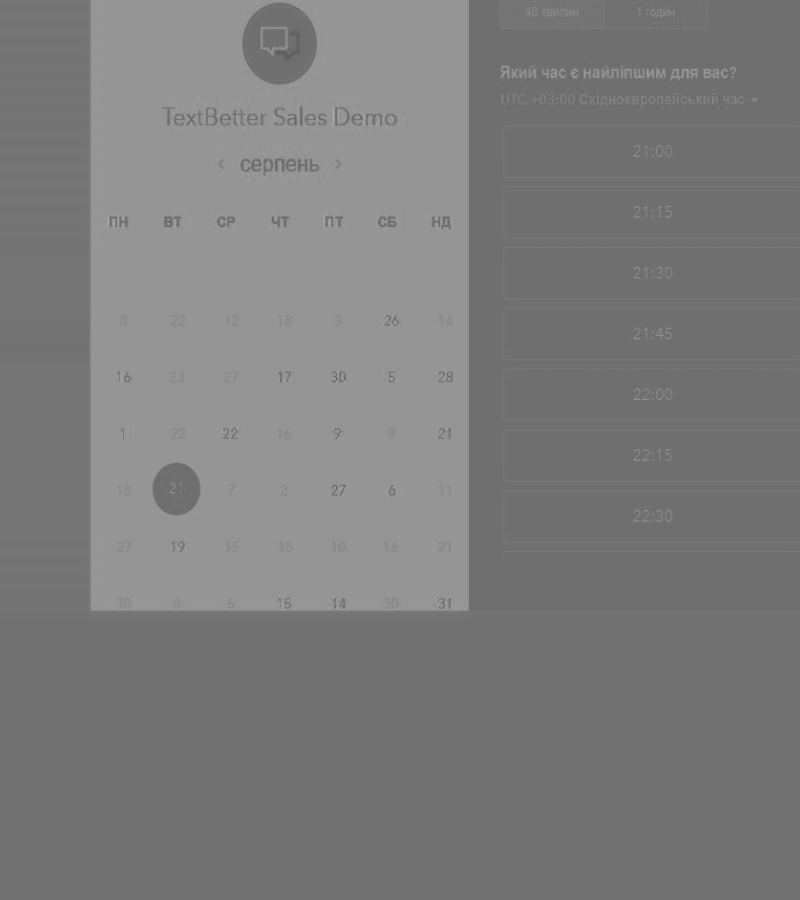 TextBetter Sales Demo
‹ серпень ›
ПН ВТ СР ЧТ ПТ СБ НД
8 22 12 18 3 26 14
16 23 27 17 30 5 28
1 22 22 16 9 9 21
18 21 7 2 27 6 11
27 19 15 15 10 16 21
30 8 5 15 14 30 31
40 хвилин 1 годин
Який час є найліпшим для вас?
UTC +03:00 Східноєвропейський час
21:00
21:15
21:30
21:45
22:00
22:15
22:30